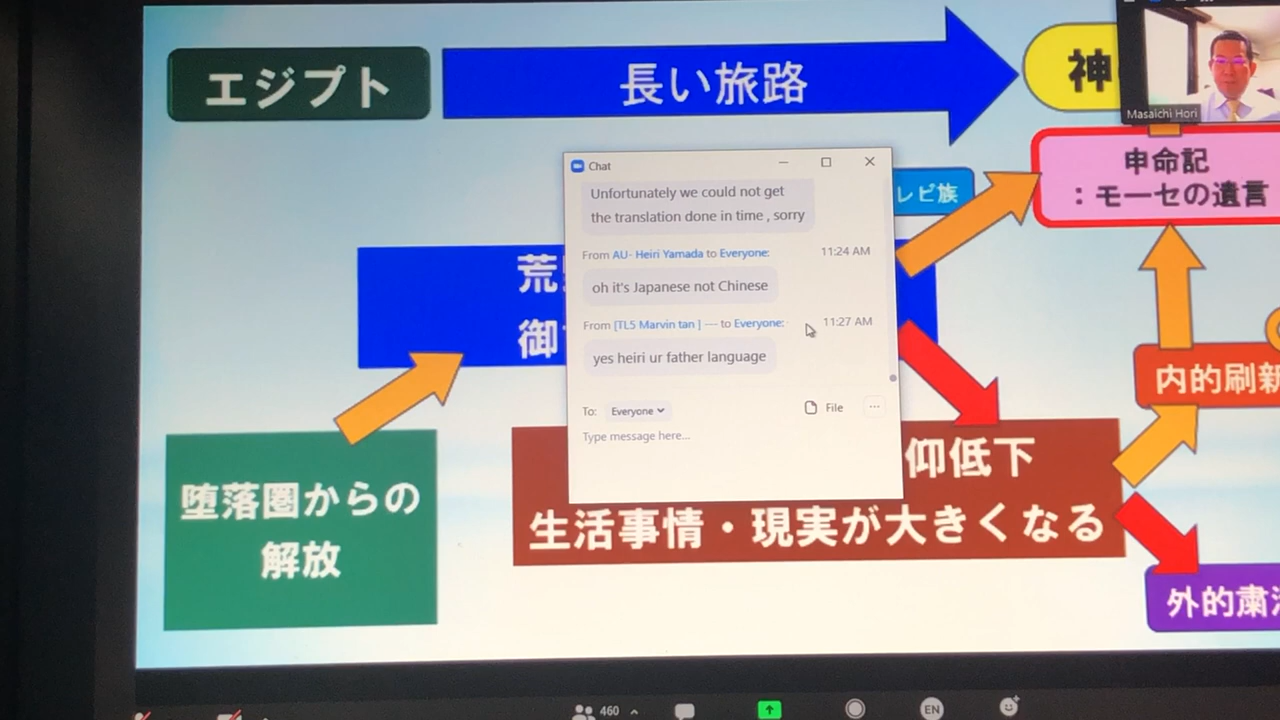 エジプト
長い旅路
神
Masaichi Hori
申命記
：モーセの遺言
レビ族
Chat
Unfortunately we could not get
the translation done in time , sorry
From AU- Heiri Yamada to Everyone:
11:24 AM
oh it's Japanese not Chinese
From [TL5 Marvin tan ] --- to Everyone:
11:27 AM
yes heiri ur father language
To: Everyone
File
Type message here...
荒
御
内的刷新
仰低下
生活事情・現実が大きくなる
堕落圏からの
解放
外的粛
460
EN